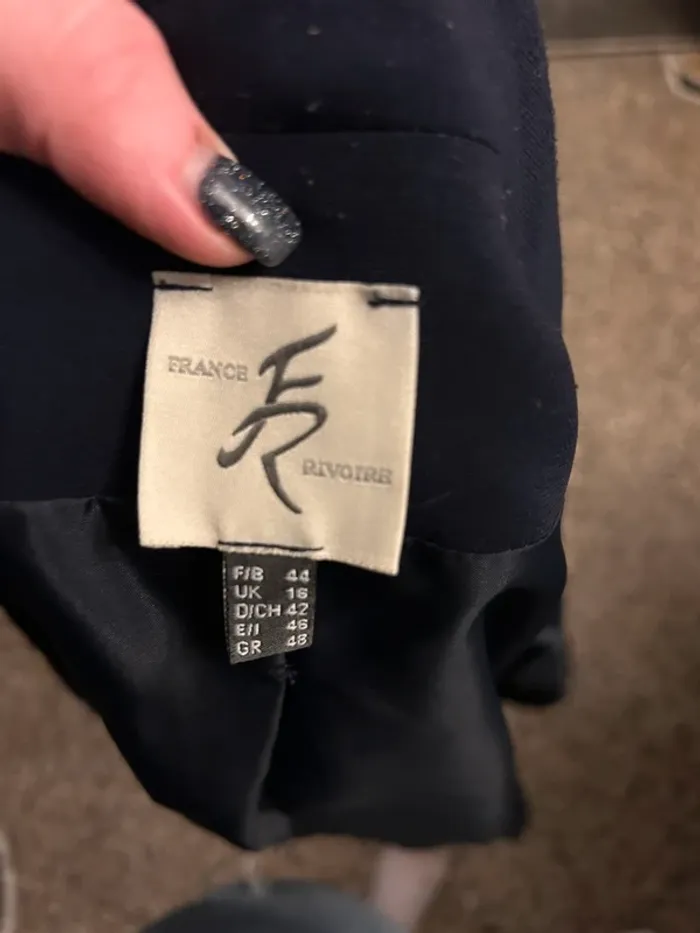 FRANCE
FR
RIVOIRE
F/B 44
UK 16
D/CH 42
E/I 46
GR 48